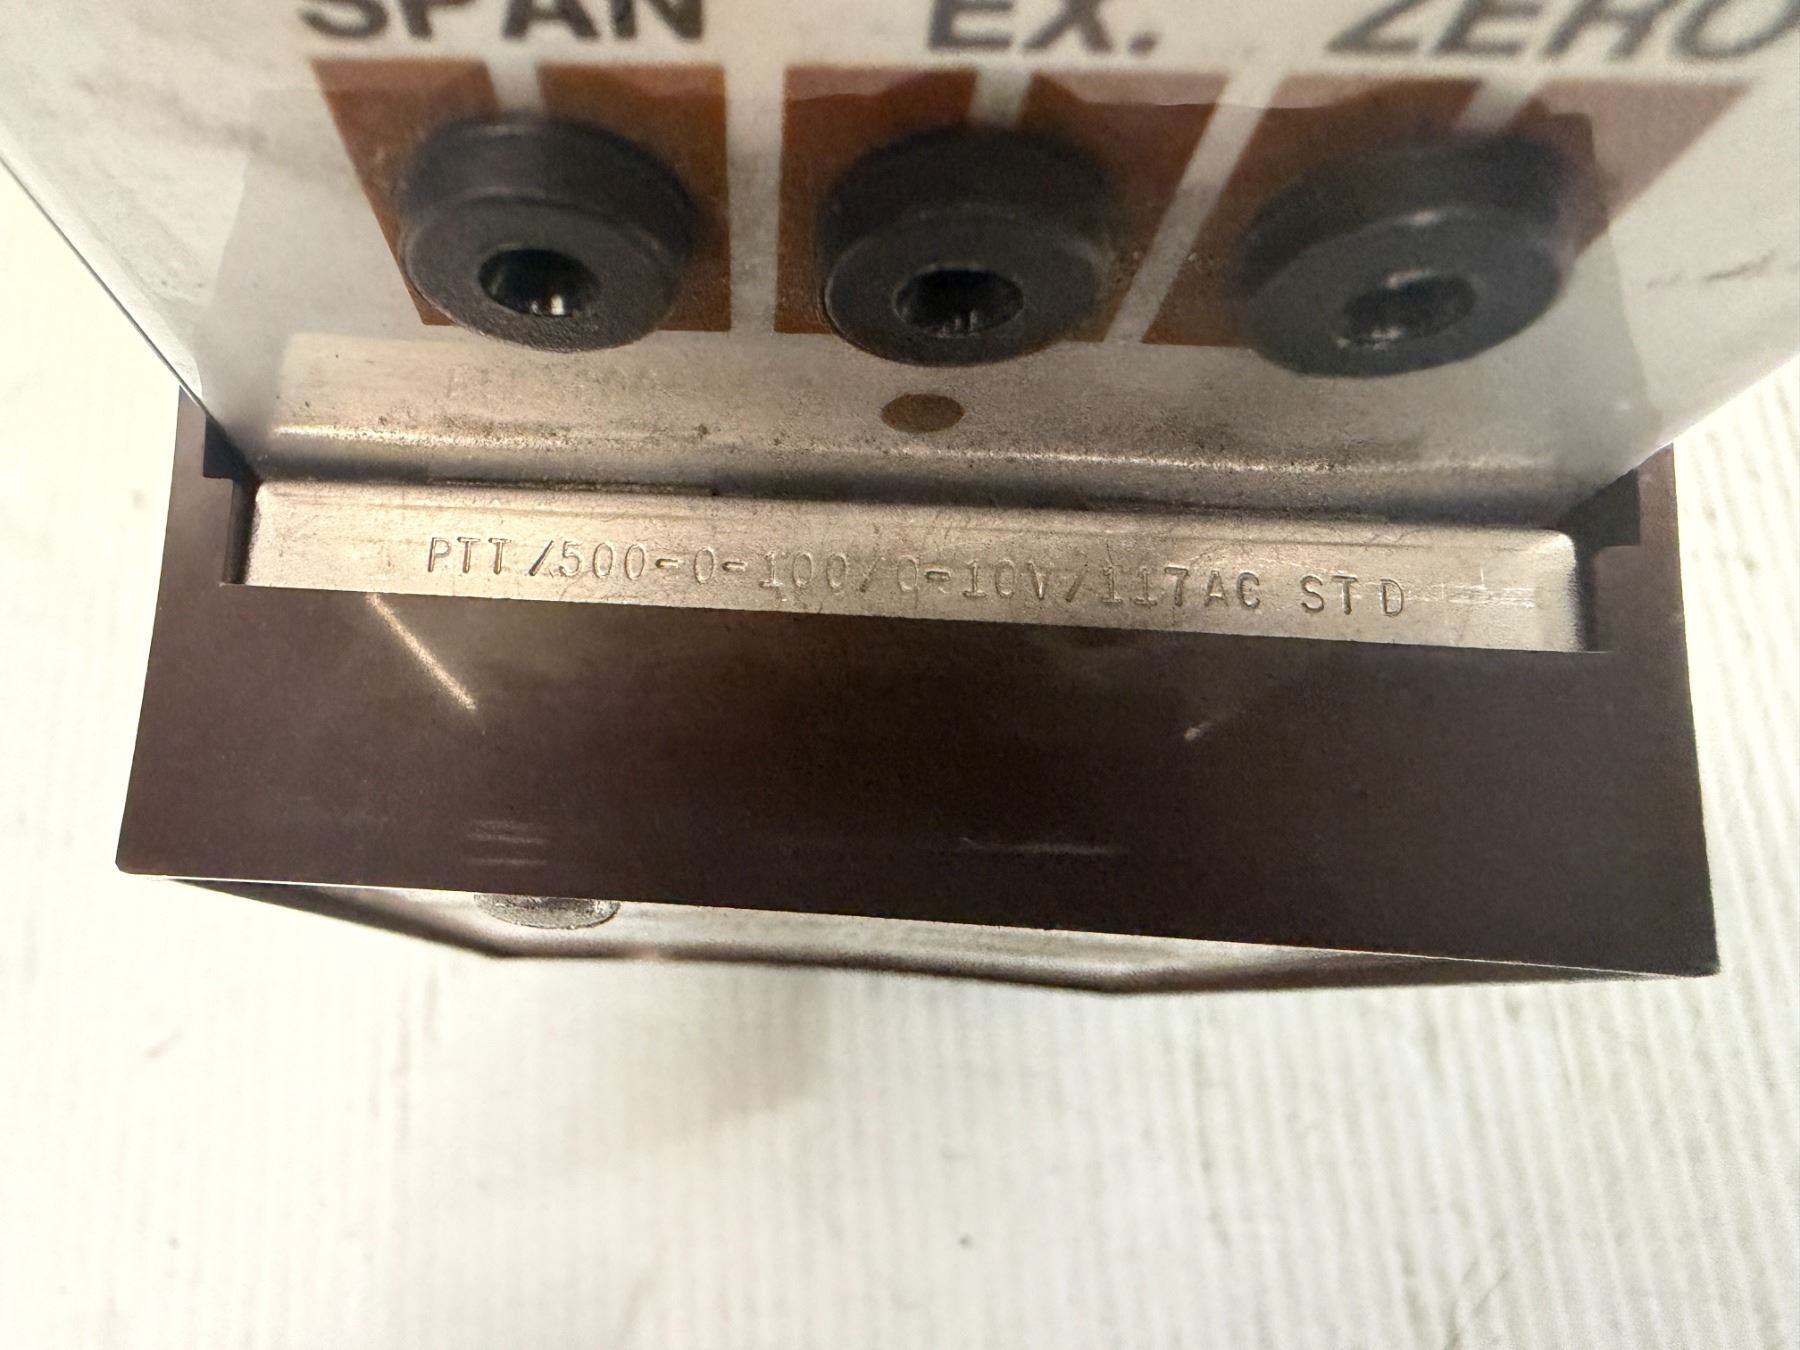 SPAN EX. ZERO
PTT/500-0-100/0-10V/117AC STD